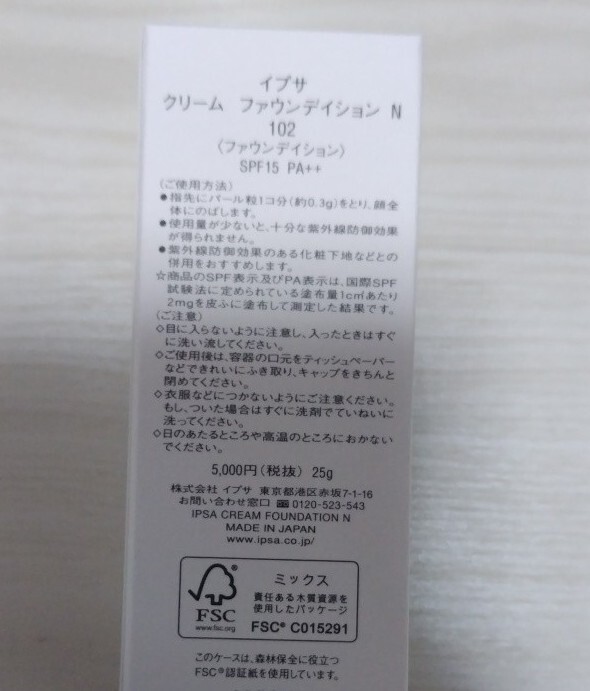 イプサ
クリーム ファウンデイション N
102
〈ファウンデイション〉
SPF15 PA++
〈ご使用方法〉
●指先にパール粒1コ分(約0.3g)をとり、顔全
体にのばします。
●使用量が少ないと、十分な紫外線防御効果
が得られません。
●紫外線防御効果のある化粧下地などとの
併用をおすすめします。
☆商品のSPF表示及びPA表示は、国際SPF
試験法に定められている塗布量1c㎡あたり
2mgを皮ふに塗布して測定した結果です。
〈ご注意〉
◇目に入らないように注意し、入ったときはすぐ
に洗い流してください。
◇ご使用後は、容器の口元をティッシュペーパー
などできれいにふき取り、キャップをきちんと
閉めてください。
◇衣服などにつかないようにご注意ください。
もし、ついた場合はすぐに洗剤でていねいに
洗ってください。
◇日のあたるところや高温のところにおかない
でください。
5,000円(税抜) 25g
株式会社 イプサ 東京都港区赤坂7-1-16
お問い合わせ窓口 ☎0120-523-543
IPSA CREAM FOUNDATION N
MADE IN JAPAN
www.ipsa.co.jp/
FSC
www.fsc.org
ミックス
責任ある木質資源を
使用したパッケージ
FSC® C015291
このケースは、森林保全に役立つ
FSC®認証紙を使用しています。